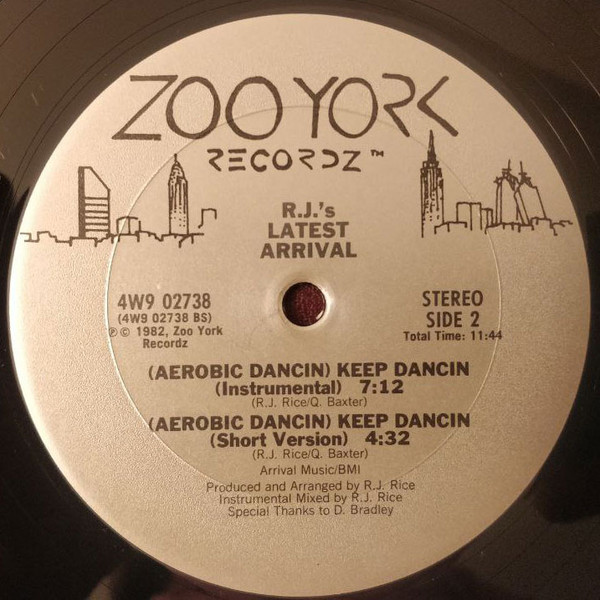 ZOO YORK
RECORDZ™
R.J.'s
LATEST
ARRIVAL
4W9 02738
(4W9 02738 BS)
℗ © 1982, Zoo York
Recordz
STEREO
SIDE 2
Total Time: 11:44
(AEROBIC DANCIN) KEEP DANCIN
(Instrumental) 7:12
(R.J. Rice/Q. Baxter)
(AEROBIC DANCIN) KEEP DANCIN
(Short Version) 4:32
(R.J. Rice/Q. Baxter)
Arrival Music/BMI
Produced and Arranged by R.J. Rice
Instrumental Mixed by R.J. Rice
Special Thanks to D. Bradley